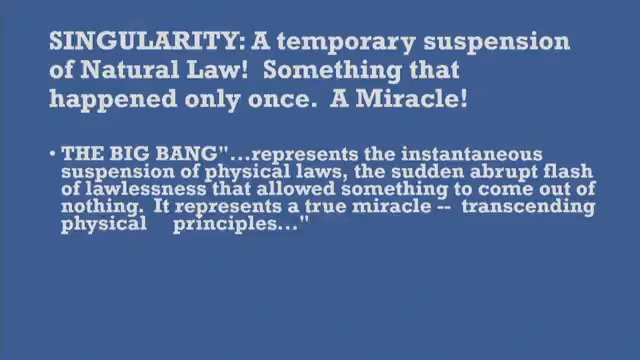 SINGULARITY: A temporary suspension
of Natural Law!  Something that
happened only once.  A Miracle!
• THE BIG BANG"...represents the instantaneous
suspension of physical laws, the sudden abrupt flash
of lawlessness that allowed something to come out of
nothing.  It represents a true miracle --  transcending
physical    principles..."